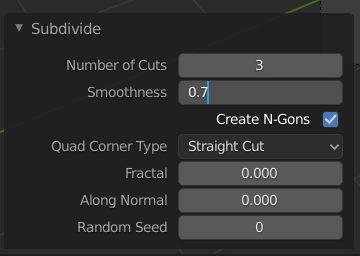 Subdivide
Number of Cuts 3
Smoothness 0.7
Create N-Gons
Quad Corner Type Straight Cut
Fractal 0.000
Along Normal 0.000
Random Seed 0